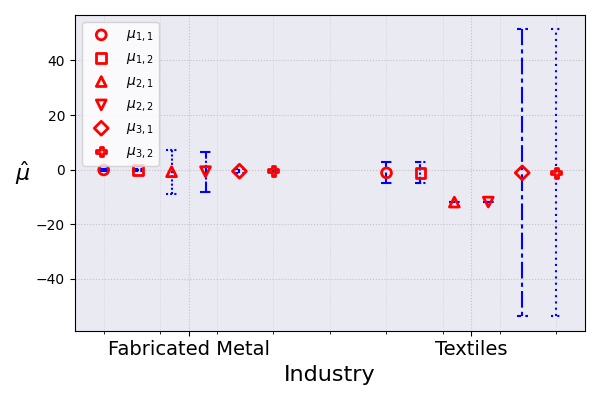 μ1,1
μ1,2
μ2,1
μ2,2
μ3,1
μ3,2
40
20
0
−20
−40
μ̂
Fabricated Metal
Textiles
Industry